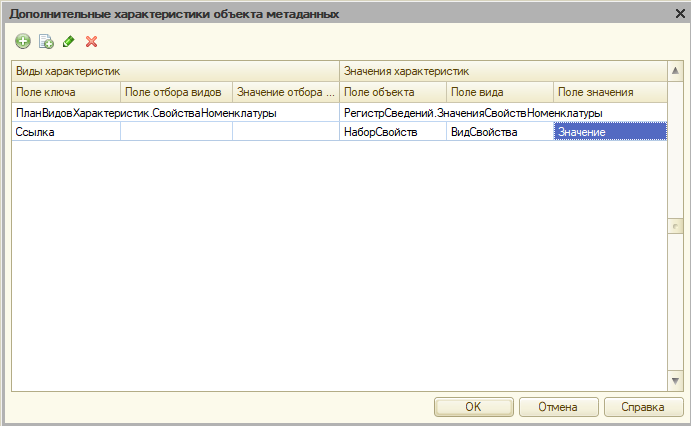 Дополнительные характеристики объекта метаданных
Виды характеристик Значения характеристик
Поле ключа Поле отбора видов Значение отбора ... Поле объекта Поле вида Поле значения
ПланВидовХарактеристик.СвойстваНоменклатуры РегистрСведений.ЗначенияСвойствНоменклатуры
Ссылка НаборСвойств ВидСвойства Значение
OK Отмена Справка